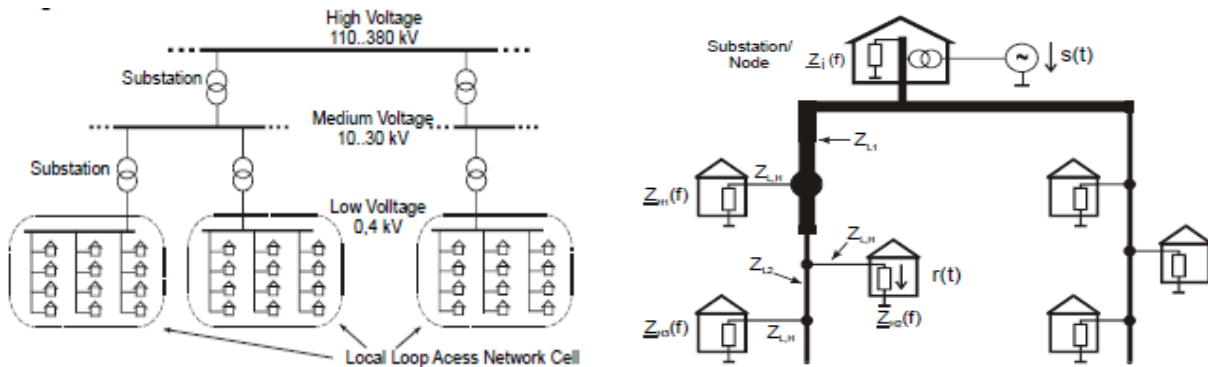 High Voltage
110..380 kV
Substation
Medium Voltage
10..30 kV
Substation
Low Volltage
0,4 kV
Local Loop Acess Network Cell
Substation/
Node
Z_i(f)
~
s(t)
Z_L1
Z_L,H
Z_H1(f)
Z_L,H
Z_L2
r(t)
Z_H2(f)
Z_H3(f)
Z_L,H